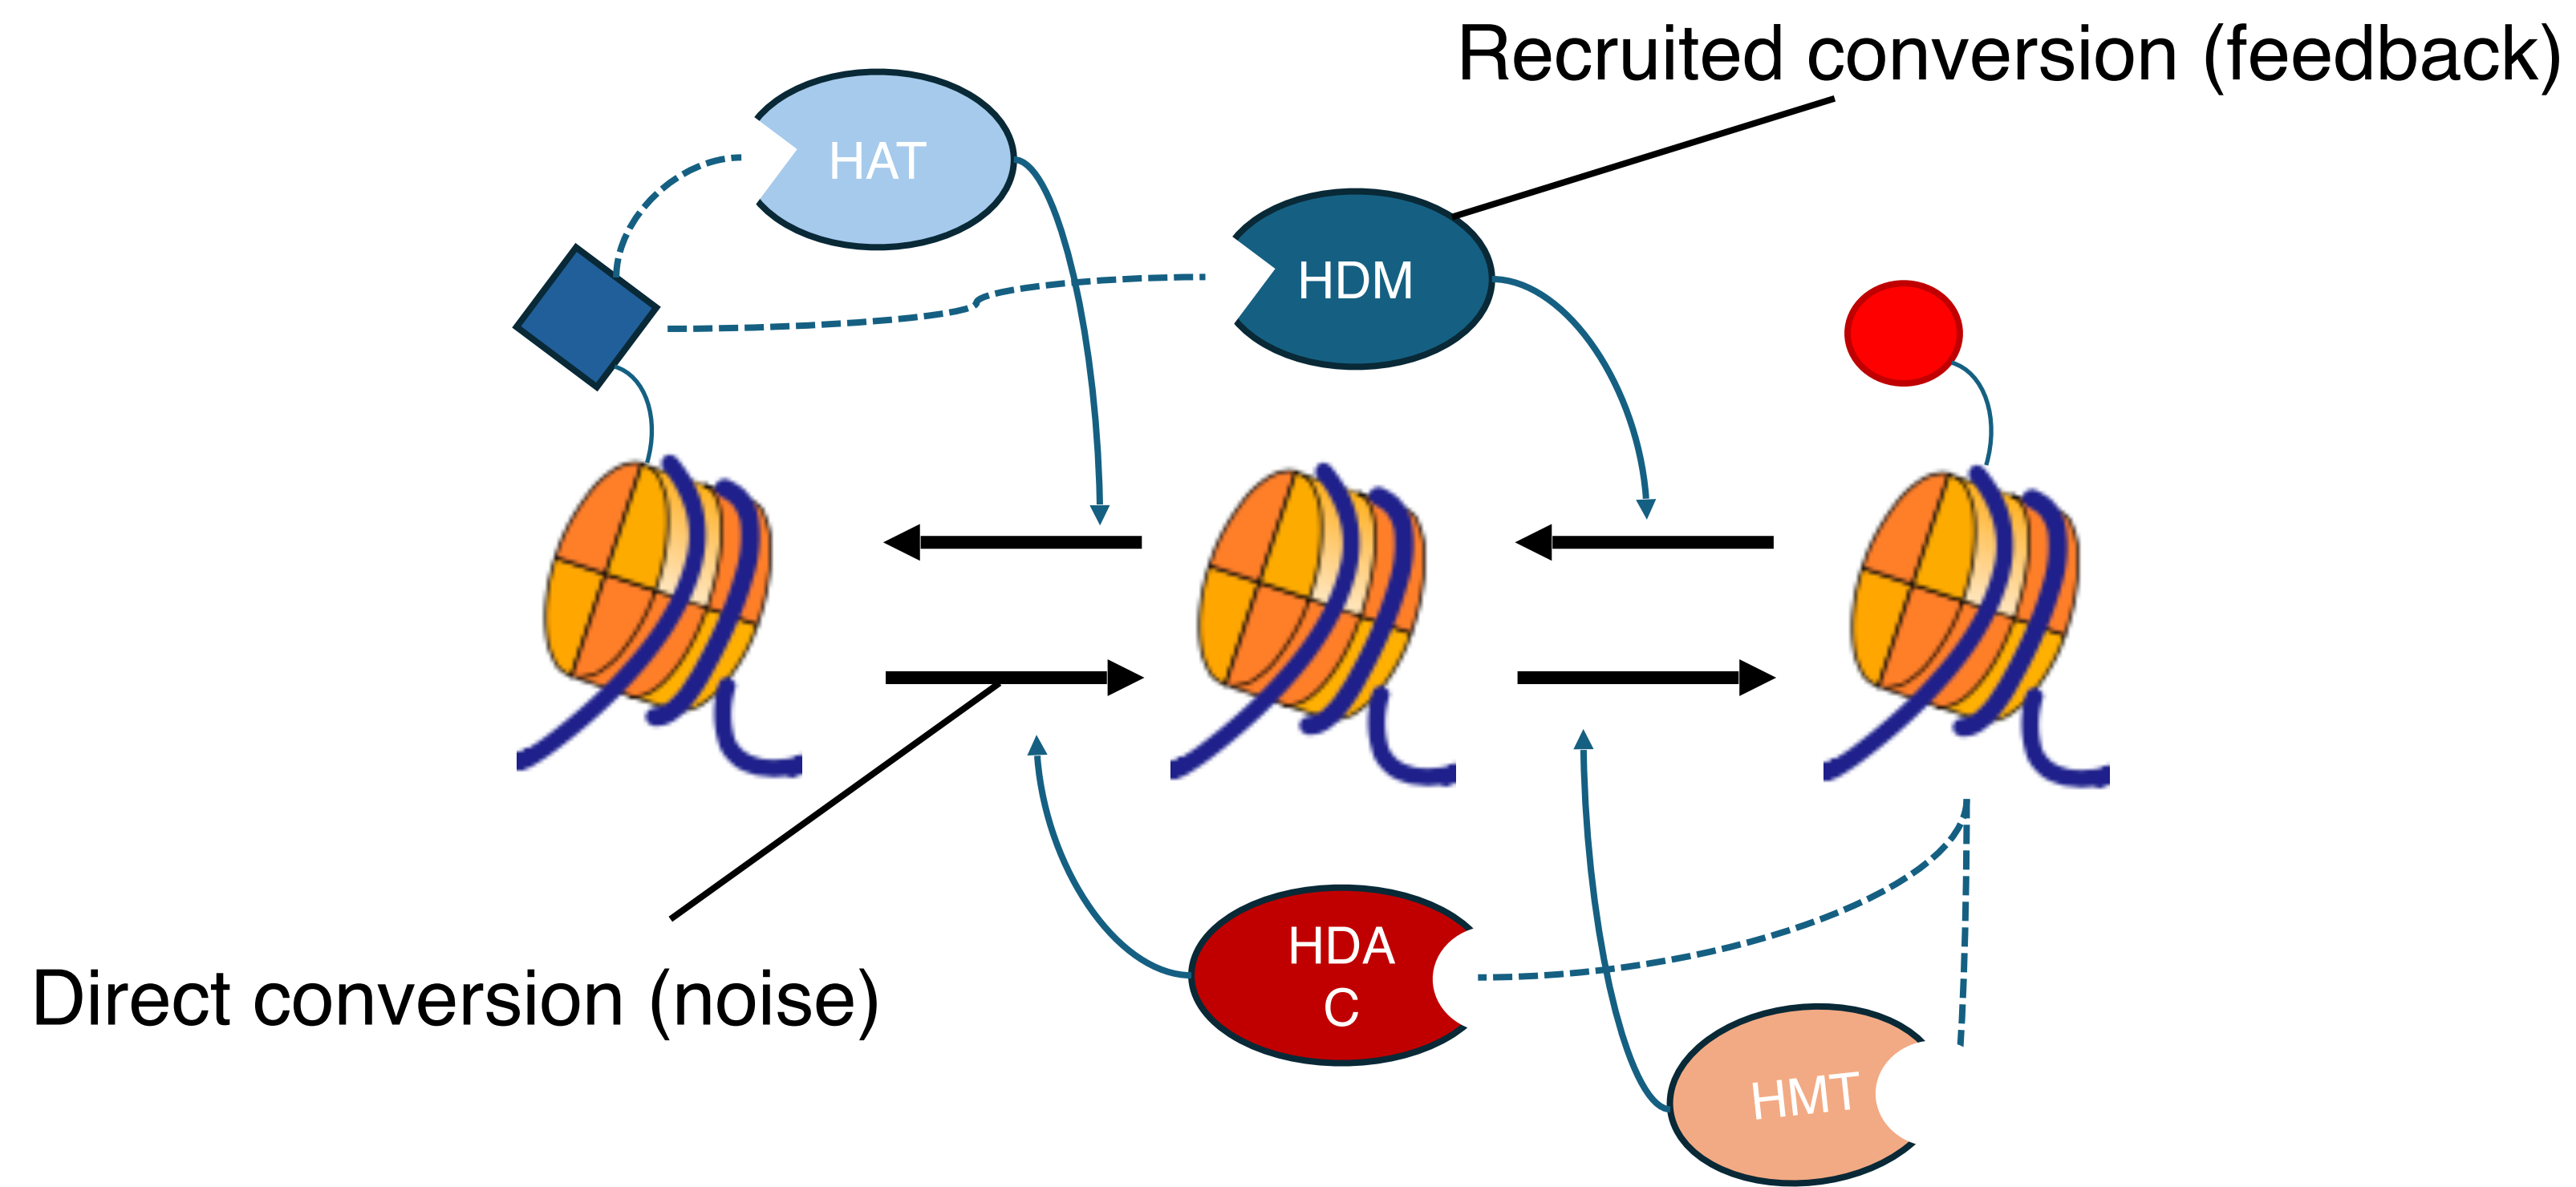 Recruited conversion (feedback)
HAT
HDM
HDA
C
Direct conversion (noise)
HMT